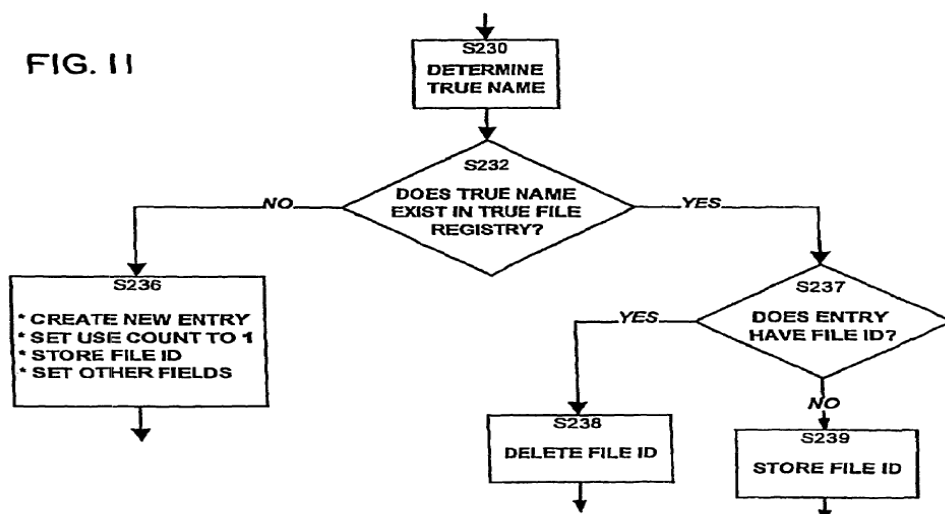 FIG. 11
S230
DETERMINE
TRUE NAME
S232
DOES TRUE NAME
EXIST IN TRUE FILE
REGISTRY?
NO
YES
S236
* CREATE NEW ENTRY
* SET USE COUNT TO 1
* STORE FILE ID
* SET OTHER FIELDS
S237
DOES ENTRY
HAVE FILE ID?
YES
NO
S238
DELETE FILE ID
S239
STORE FILE ID